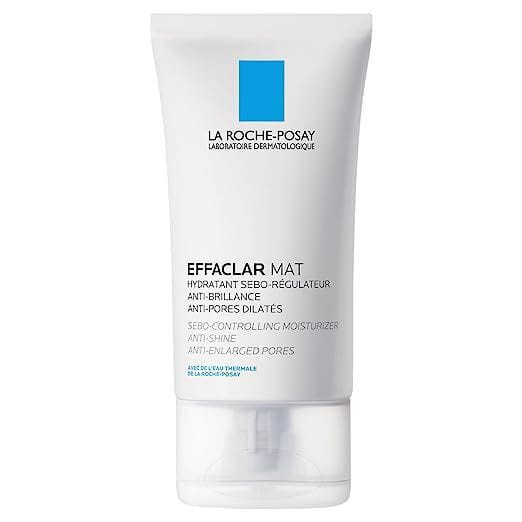 LA ROCHE-POSAY
LABORATOIRE DERMATOLOGIQUE
EFFACLAR MAT
HYDRATANT SEBO-RÉGULATEUR
ANTI-BRILLANCE
ANTI-PORES DILATÉS
SEBO-CONTROLLING MOISTURIZER
ANTI-SHINE
ANTI-ENLARGED PORES
AVEC DE L'EAU THERMALE
DE LA ROCHE-POSAY